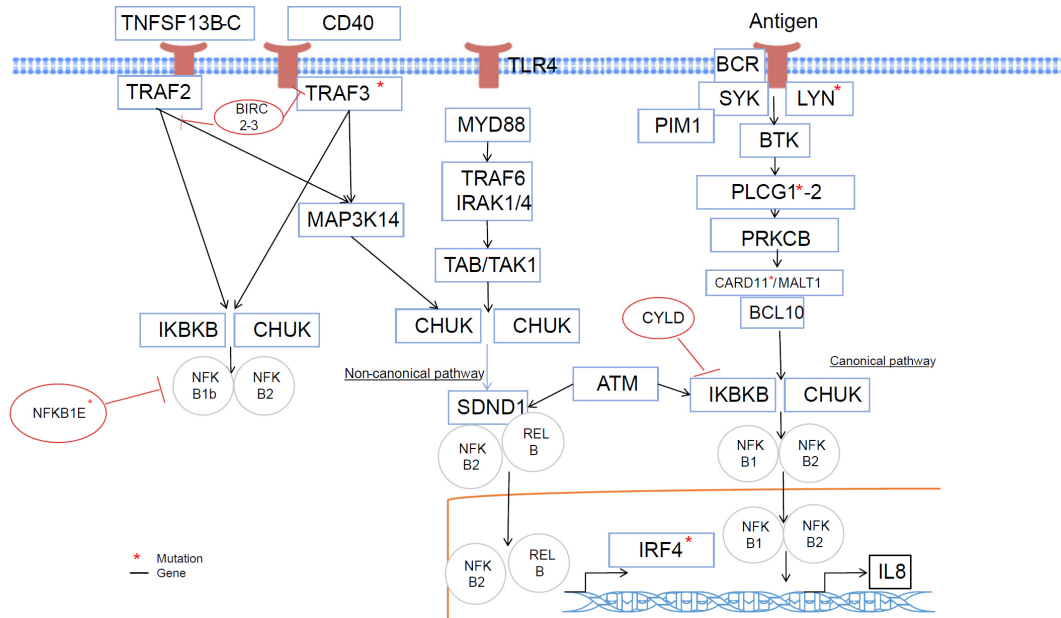 TNFSF13B-C
CD40
Antigen
TLR4
BCR
TRAF2
BIRC
2-3
TRAF3 *
SYK
LYN*
PIM1
MYD88
BTK
TRAF6
IRAK1/4
PLCG1*-2
MAP3K14
PRKCB
TAB/TAK1
CARD11*/MALT1
BCL10
IKBKB
CHUK
CHUK
CHUK
CYLD
Non-canonical pathway
Canonical pathway
NFK
B1b
NFK
B2
ATM
IKBKB
CHUK
NFKB1E*
SDND1
NFK
B2
REL
B
NFK
B1
NFK
B2
NFK
B1
NFK
B2
IRF4*
NFK
B2
REL
B
* Mutation
Gene
IL8